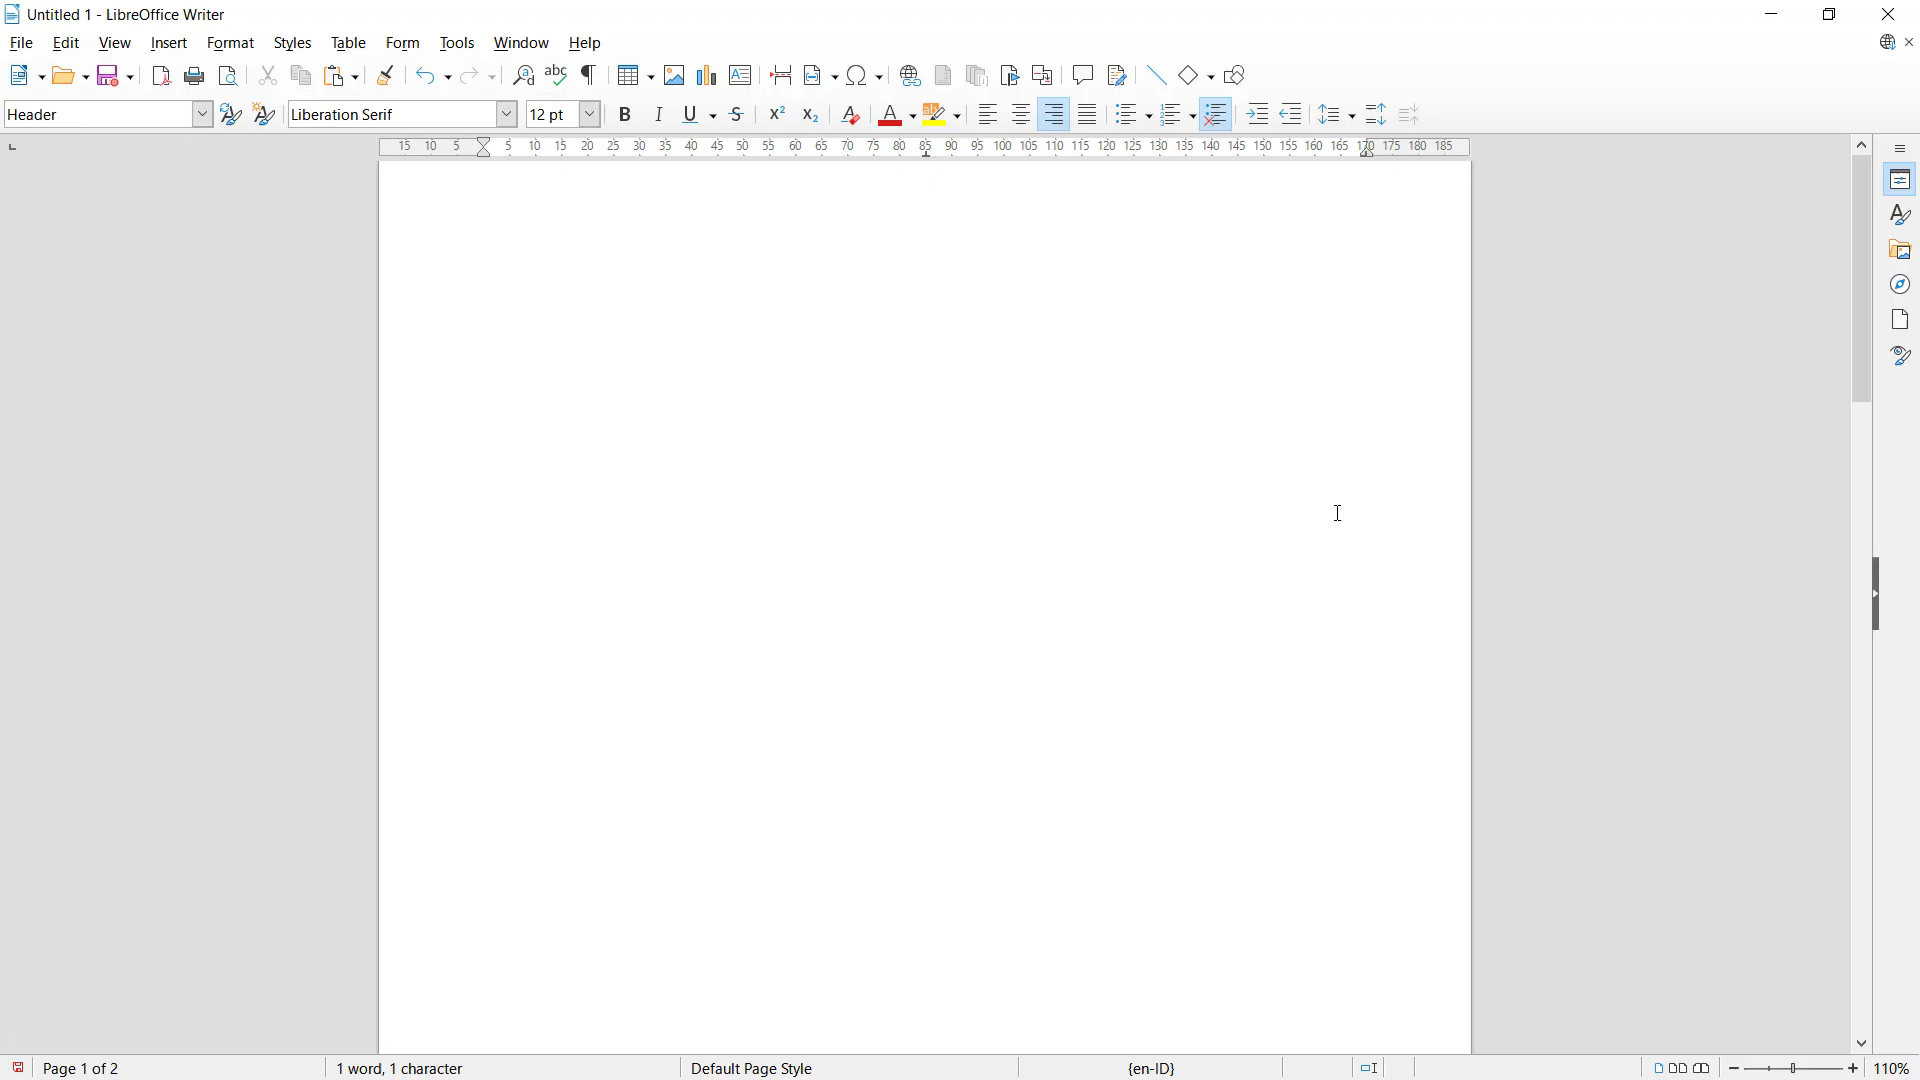 Untitled 1 - LibreOffice Writer
File Edit View Insert Format Styles Table Form Tools Window Help
Header Liberation Serif 12 pt
15 10 5 5 10 15 20 25 30 35 40 45 50 55 60 65 70 75 80 85 90 95 100 105 110 115 120 125 130 135 140 145 150 155 160 165 170 175 180 185
Page 1 of 2 1 word, 1 character Default Page Style {en-ID} 110%